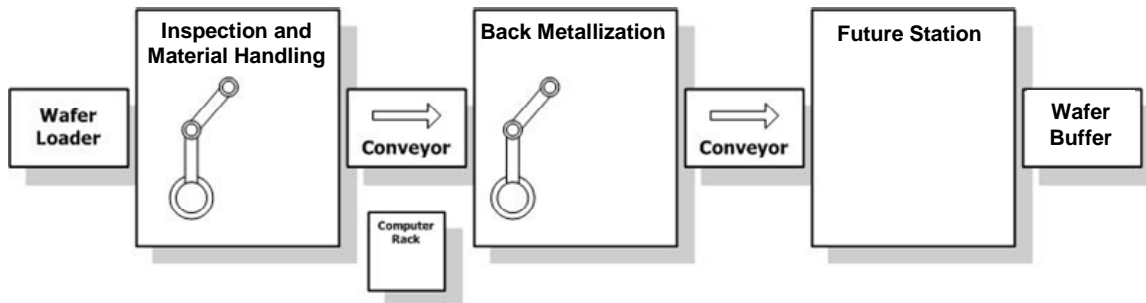 Wafer
Loader
Inspection and
Material Handling
Conveyor
Computer
Rack
Back Metallization
Conveyor
Future Station
Wafer
Buffer